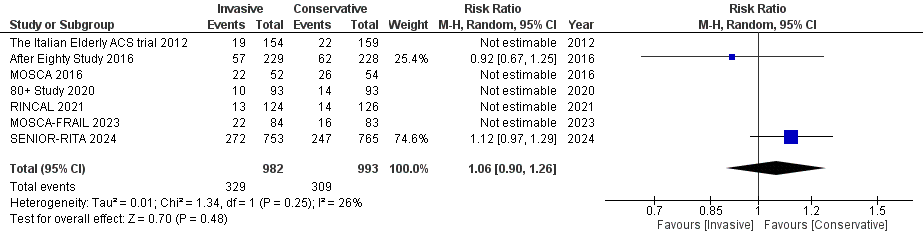 Invasive Conservative Risk Ratio Risk Ratio
Study or Subgroup Events Total Events Total Weight M-H, Random, 95% CI Year M-H, Random, 95% CI
The Italian Elderly ACS trial 2012 19 154 22 159 Not estimable 2012
After Eighty Study 2016 57 229 62 228 25.4% 0.92 [0.67, 1.25] 2016
MOSCA 2016 22 52 26 54 Not estimable 2016
80+ Study 2020 10 93 14 93 Not estimable 2020
RINCAL 2021 13 124 14 126 Not estimable 2021
MOSCA-FRAIL 2023 22 84 16 83 Not estimable 2023
SENIOR-RITA 2024 272 753 247 765 74.6% 1.12 [0.97, 1.29] 2024
Total (95% CI) 982 993 100.0% 1.06 [0.90, 1.26]
Total events 329 309
Heterogeneity: Tau² = 0.01; Chi² = 1.34, df = 1 (P = 0.25); I² = 26%
Test for overall effect: Z = 0.70 (P = 0.48)
0.7 0.85 1 1.2 1.5
Favours [Invasive] Favours [Conservative]